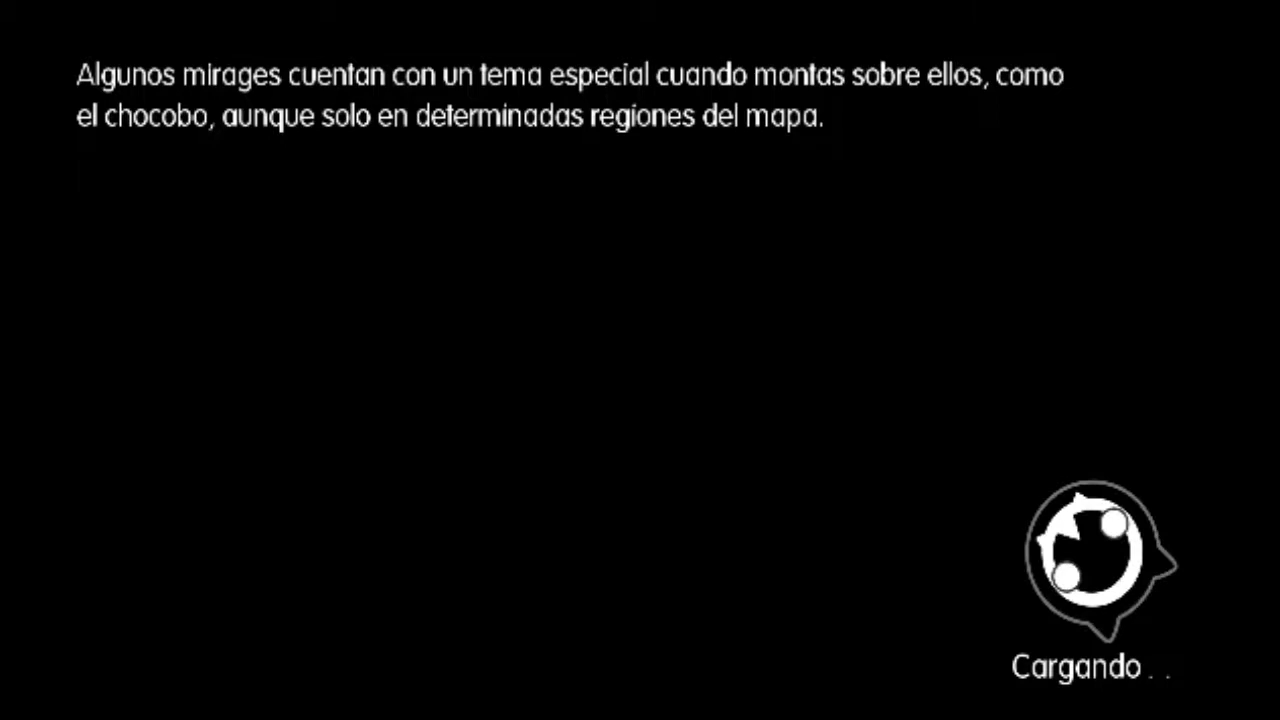 Algunos mirages cuentan con un tema especial cuando montas sobre ellos, como
el chocobo, aunque solo en determinadas regiones del mapa.
Cargando . .